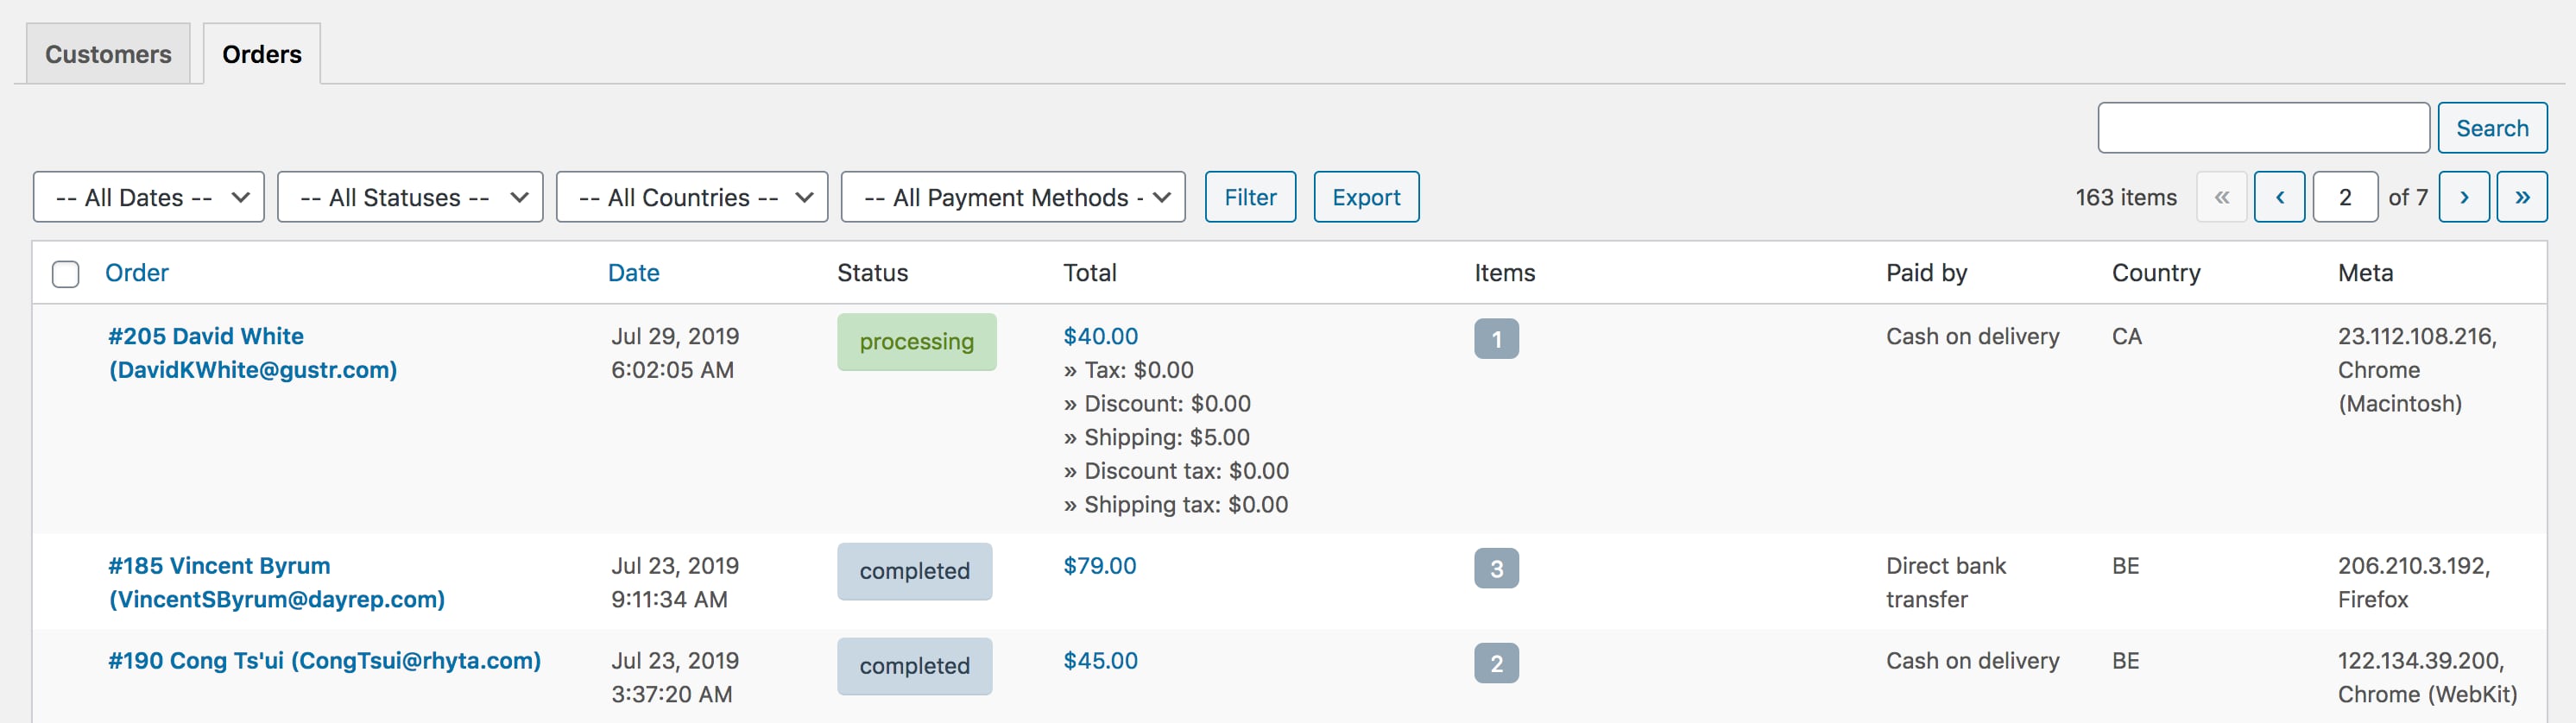 Customers Orders
Search
-- All Dates -- -- All Statuses -- -- All Countries -- -- All Payment Methods - Filter Export 163 items « ‹ 2 of 7 › »
Order Date Status Total Items Paid by Country Meta
#205 David White Jul 29, 2019 processing $40.00 1 Cash on delivery CA 23.112.108.216,
(DavidKWhite@gustr.com) 6:02:05 AM » Tax: $0.00 Chrome
» Discount: $0.00 (Macintosh)
» Shipping: $5.00
» Discount tax: $0.00
» Shipping tax: $0.00
#185 Vincent Byrum Jul 23, 2019 completed $79.00 3 Direct bank BE 206.210.3.192,
(VincentSByrum@dayrep.com) 9:11:34 AM transfer Firefox
#190 Cong Ts'ui (CongTsui@rhyta.com) Jul 23, 2019 completed $45.00 2 Cash on delivery BE 122.134.39.200,
3:37:20 AM Chrome (WebKit)